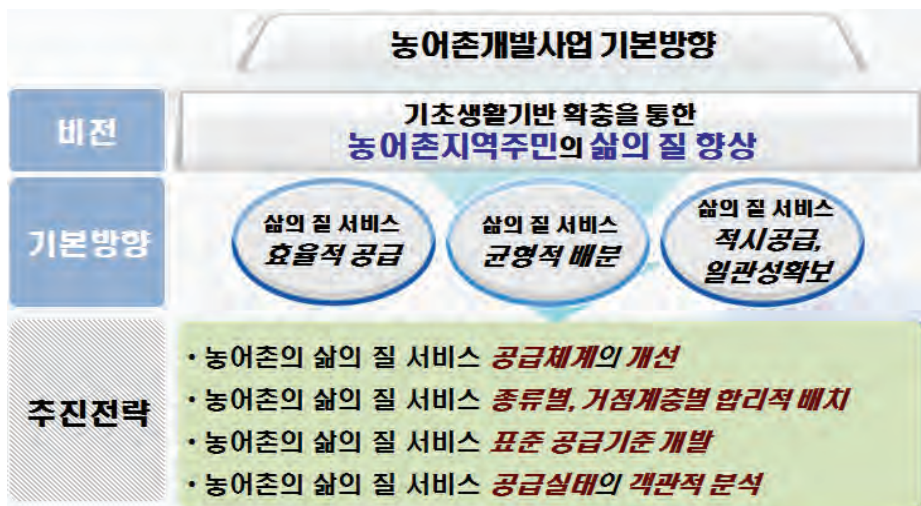 농어촌개발사업 기본방향
비전
기초생활기반 확충을 통한
농어촌지역주민의 삶의 질 향상
기본방향
삶의 질 서비스
효율적 공급
삶의 질 서비스
균형적 배분
삶의 질 서비스
적시공급,
일관성확보
추진전략
· 농어촌의 삶의 질 서비스 공급체계의 개선
· 농어촌의 삶의 질 서비스 종류별, 거점계층별 합리적 배치
· 농어촌의 삶의 질 서비스 표준 공급기준 개발
· 농어촌의 삶의 질 서비스 공급실태의 객관적 분석